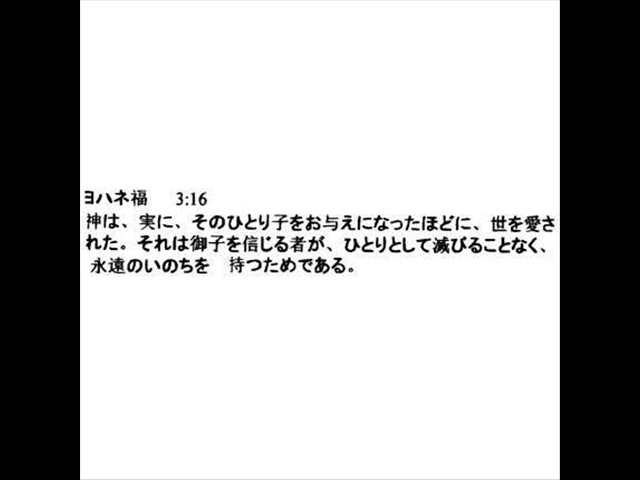 ヨハネ福 3:16
神は、実に、そのひとり子をお与えになったほどに、世を愛さ
れた。それは御子を信じる者が、ひとりとして滅びることなく、
永遠のいのちを 持つためである。